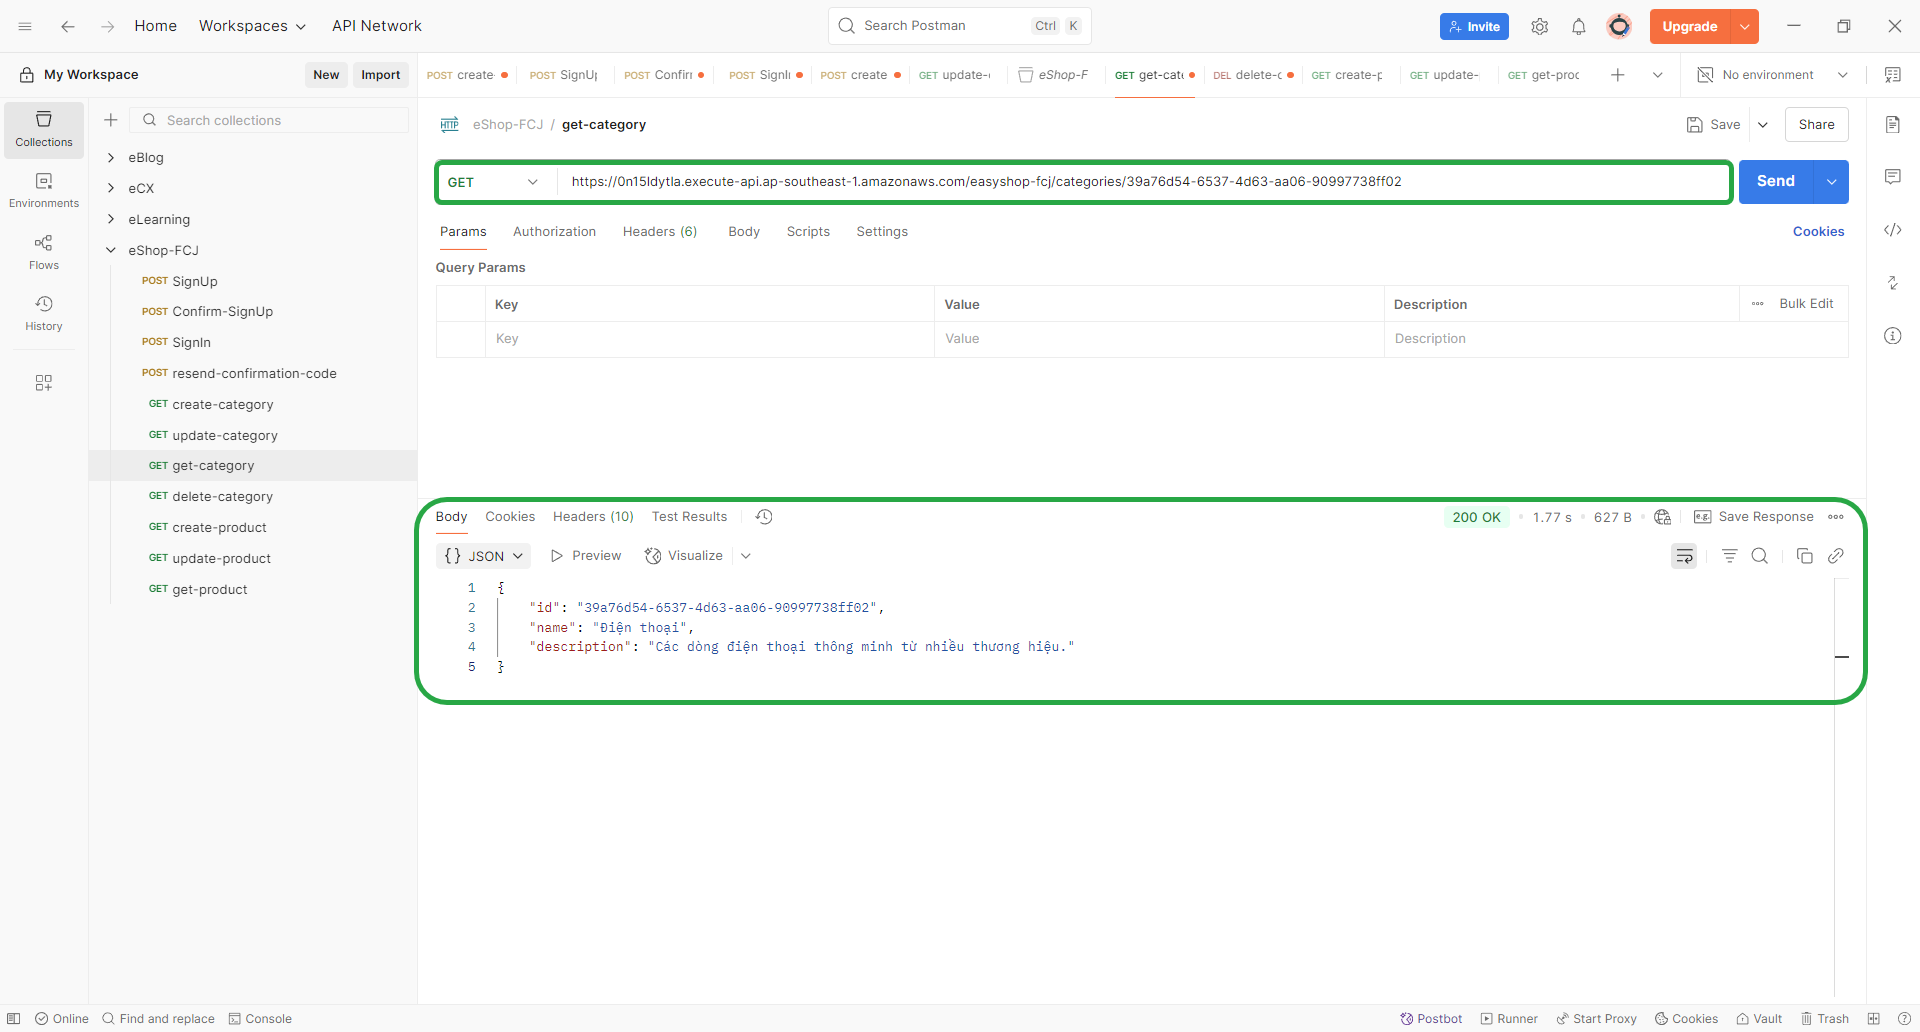 Home Workspaces API Network Search Postman Ctrl K Invite Upgrade
My Workspace New Import POST create POST SignUp POST Confirm POST SignI POST create GET update- eShop-F GET get-cate DEL delete-c GET create-p GET update- GET get-proc No environment
Collections
Environments
Flows
History
Search collections
eBlog
eCX
eLearning
eShop-FCJ
POST SignUp
POST Confirm-SignUp
POST SignIn
POST resend-confirmation-code
GET create-category
GET update-category
GET get-category
GET delete-category
GET create-product
GET update-product
GET get-product
HTTP eShop-FCJ / get-category Save Share
GET https://0n15ldytla.execute-api.ap-southeast-1.amazonaws.com/easyshop-fcj/categories/39a76d54-6537-4d63-aa06-90997738ff02 Send
Params Authorization Headers (6) Body Scripts Settings Cookies
Query Params
Key Value Description Bulk Edit
Key Value Description
Body Cookies Headers (10) Test Results 200 OK • 1.77 s • 627 B • e.g. Save Response
{} JSON Preview Visualize
1 {
2 "id": "39a76d54-6537-4d63-aa06-90997738ff02",
3 "name": "Điện thoại",
4 "description": "Các dòng điện thoại thông minh từ nhiều thương hiệu."
5 }
Online Find and replace Console Postbot Runner Start Proxy Cookies Vault Trash